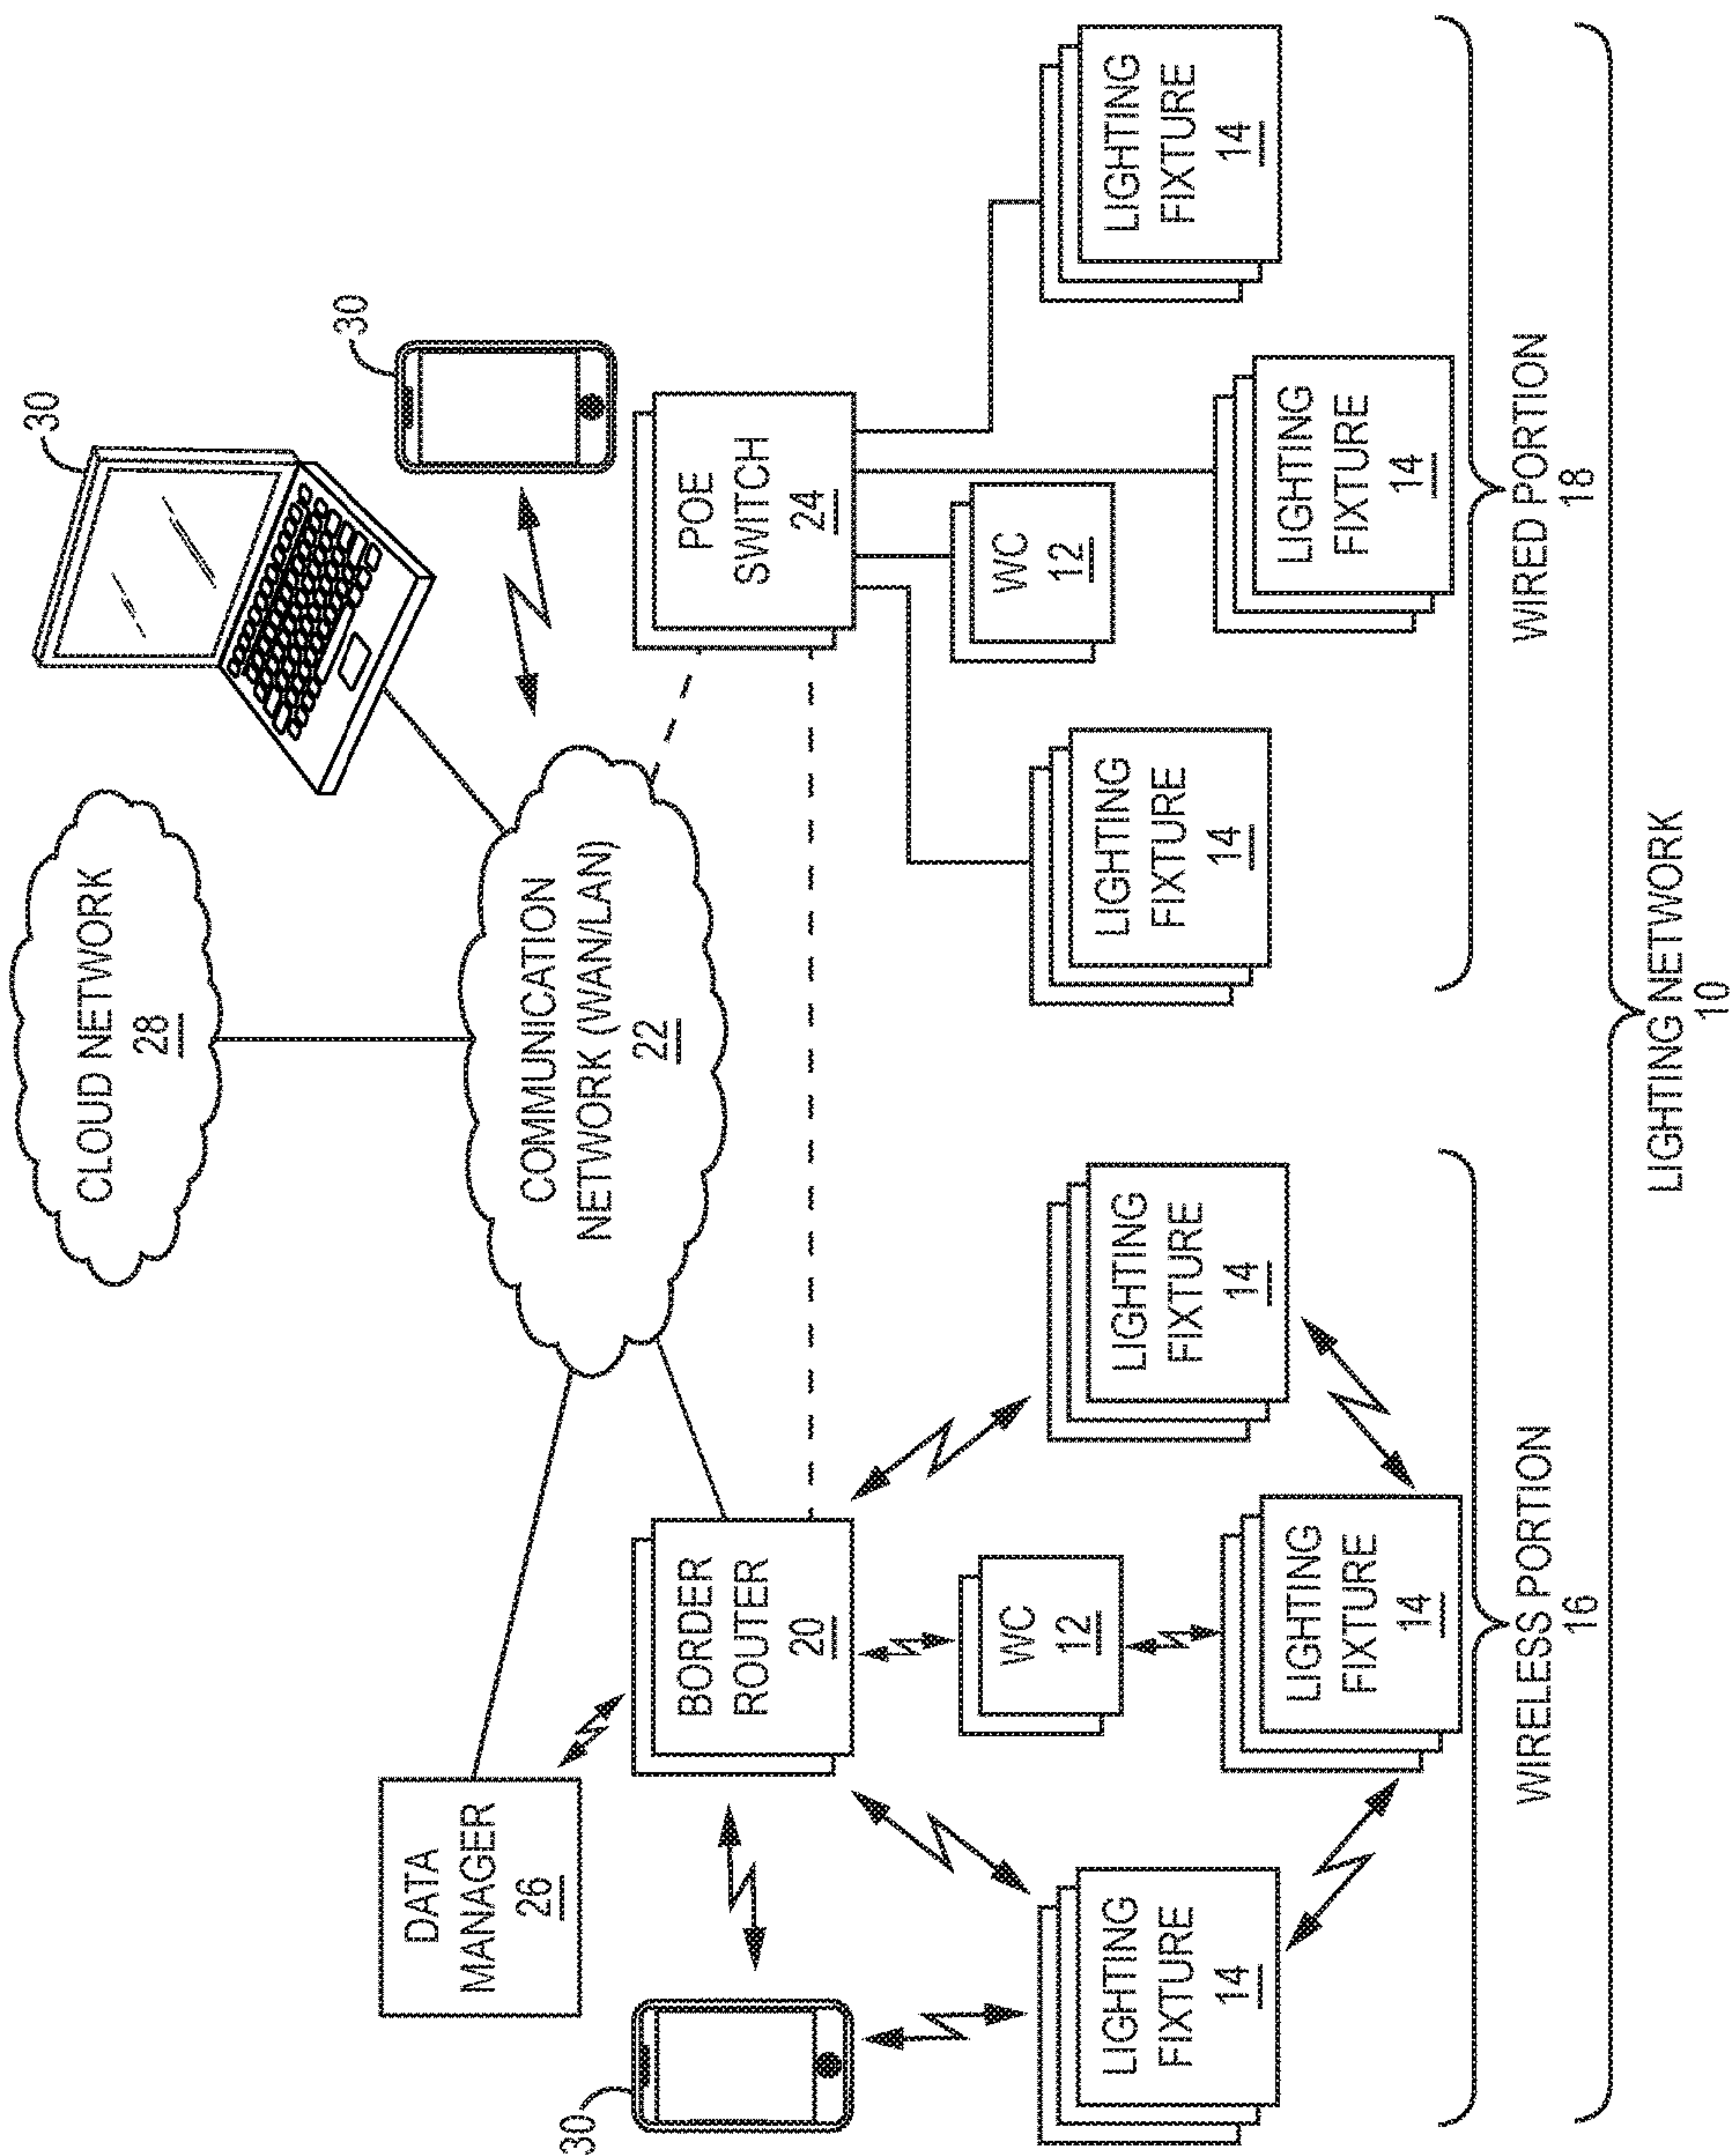 CLOUD NETWORK
28
30
30
COMMUNICATION
NETWORK (WAN/LAN)
22
DATA
MANAGER
26
30
BORDER
ROUTER
20
POE
SWITCH
24
WC
12
WC
12
LIGHTING
FIXTURE
14
LIGHTING
FIXTURE
14
LIGHTING
FIXTURE
14
LIGHTING
FIXTURE
14
LIGHTING
FIXTURE
14
LIGHTING
FIXTURE
14
WIRELESS PORTION
16
WIRED PORTION
18
LIGHTING NETWORK
10